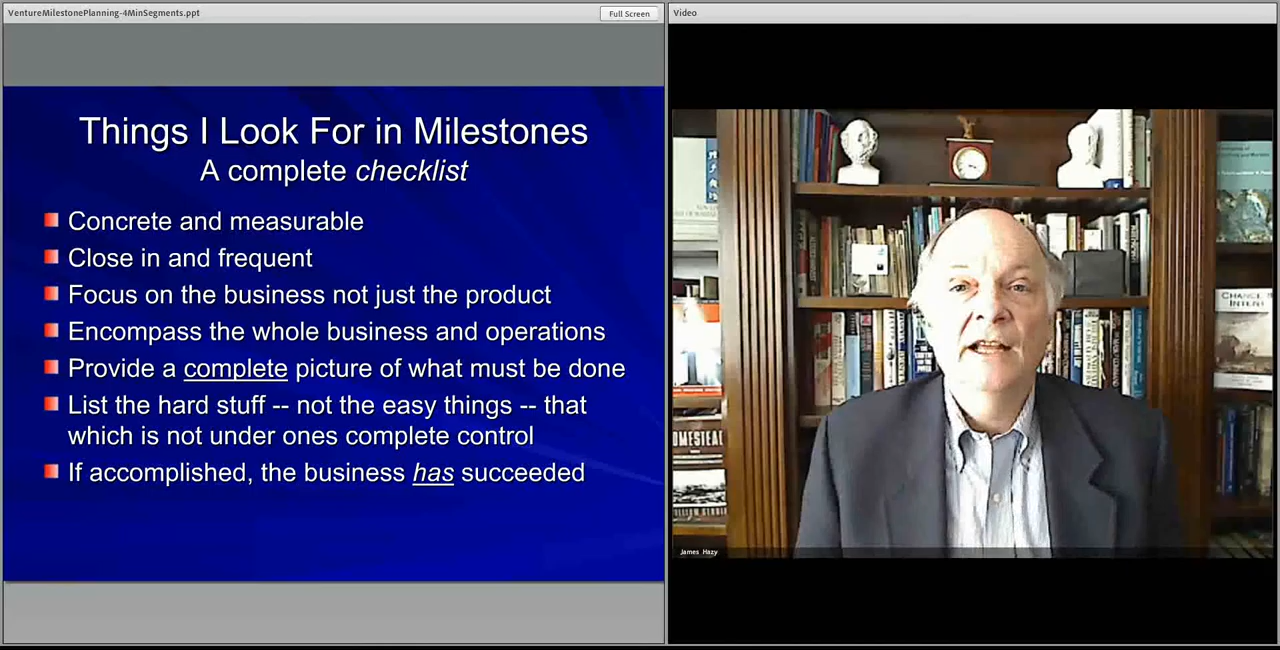 VentureMilestonePlanning-4MinSegments.ppt
Full Screen
Video
Things I Look For in Milestones
A complete checklist
Concrete and measurable
Close in and frequent
Focus on the business not just the product
Encompass the whole business and operations
Provide a complete picture of what must be done
List the hard stuff -- not the easy things -- that
which is not under ones complete control
If accomplished, the business has succeeded
CHANCE
INTENT
HOMESTEAD
James Hazy